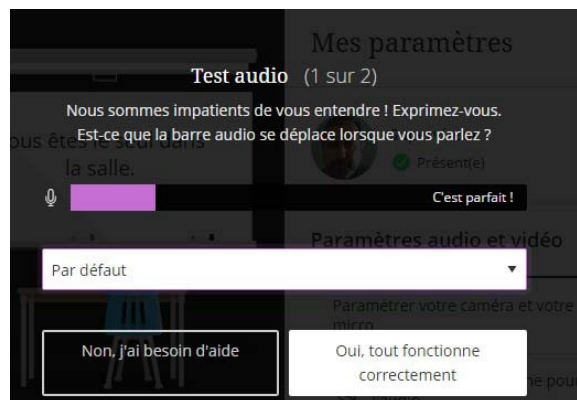 Mes paramètres
Test audio (1 sur 2)
Nous sommes impatients de vous entendre ! Exprimez-vous.
Est-ce que la barre audio se déplace lorsque vous parlez ?
ous êtes le seul dans
la salle.
Présent(e)
C'est parfait !
Paramètres audio et vidéo
Par défaut
Paramétrer votre caméra et votre
micro
Non, j'ai besoin d'aide
Oui, tout fonctionne
correctement